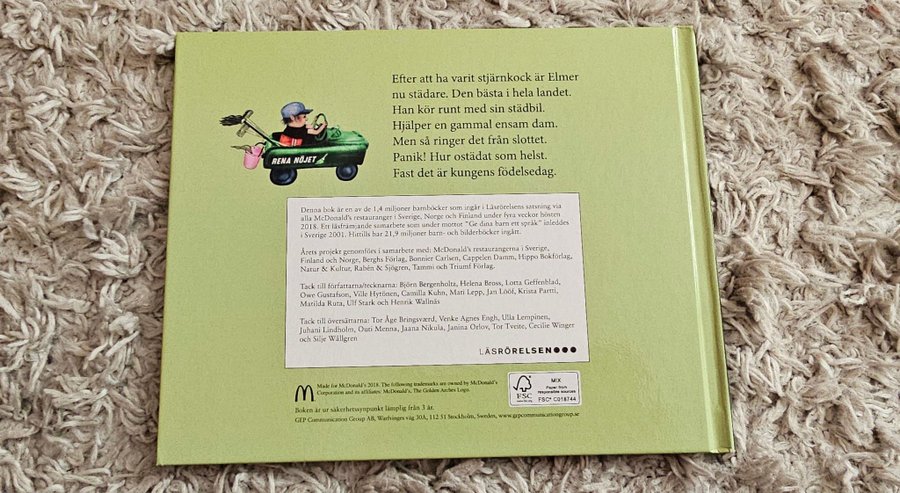 Efter att ha varit stjärnkock är Elmer
nu städare. Den bästa i hela landet.
Han kör runt med sin städbil.
Hjälper en gammal ensam dam.
Men så ringer det från slottet.
Panik! Hur ostädat som helst.
Fast det är kungens födelsedag.
RENA NÖJET
Denna bok är en av de 1,4 miljoner barnböcker som ingår i Läsrörelsens satsning via
alla McDonald's restauranger i Sverige, Norge och Finland under fyra veckor hösten
2018. Ett läsfrämjande samarbete som under mottot "Ge dina barn ett språk" inleddes
i Sverige 2001. Hittills har 21,9 miljoner barn- och bilderböcker ingått.
Årets projekt genomförs i samarbete med: McDonald's restaurangerna i Sverige,
Finland och Norge, Berghs Förlag, Bonnier Carlsen, Cappelen Damm, Hippo Bokförlag,
Natur & Kultur, Rabén & Sjögren, Tammi och Triumf Förlag.
Tack till författarna/tecknarna: Björn Bergenholtz, Helena Bross, Lotta Geffenblad,
Owe Gustafson, Ville Hytönen, Camilla Kuhn, Mari Lepp, Jan Lööf, Krista Partti,
Matilda Ruta, Ulf Stark och Henrik Wallnäs
Tack till översättarna: Tor Åge Bringsværd, Venke Agnes Engh, Ulla Lempinen,
Juhani Lindholm, Outi Menna, Jaana Nikula, Janina Orlov, Tor Tveite, Cecilie Winger
och Silje Wållgren
LÄSRÖRELSEN
Made for McDonald's 2018. The following trademarks are owned by McDonald's
Corporation and its affiliates: McDonald's, The Golden Arches Logo.
Boken är ur säkerhetssynpunkt lämplig från 3 år.
GEP Communication Group AB, Warfvinges väg 30A, 112 51 Stockholm, Sweden, www.gepcommunicationgroup.se
FSC
www.fsc.org
MIX
Paper from
responsible sources
FSC® C018744